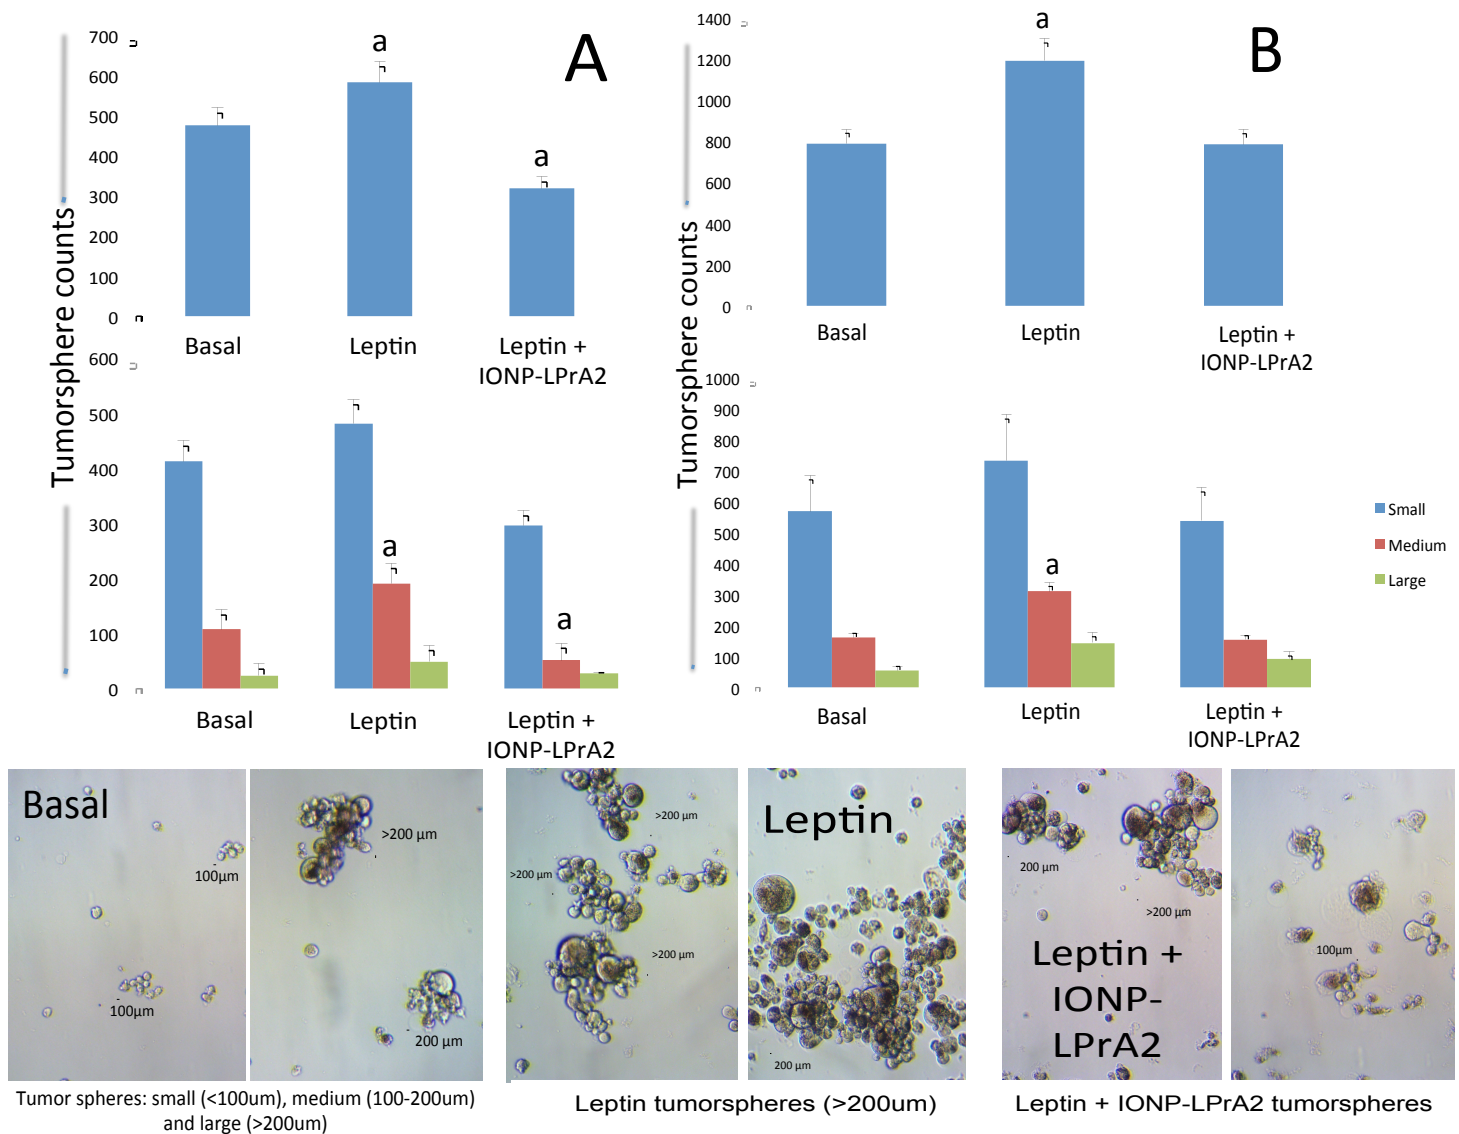 A
a
a
700
600
500
400
300
200
100
0
Basal
Leptin
Leptin +
IONP-LPrA2
Tumorsphere counts
600
500
400
300
200
100
0
a
a
Basal
Leptin
Leptin +
IONP-LPrA2
B
a
1400
1200
1000
800
600
400
200
0
Basal
Leptin
Leptin +
IONP-LPrA2
Tumorsphere counts
1000
900
800
700
600
500
400
300
200
100
0
a
Basal
Leptin
Leptin +
IONP-LPrA2
Small
Medium
Large
Basal
100μm
100μm
>200 μm
200 μm
>200 μm
>200 μm
>200 μm
Leptin
200 μm
200 μm
>200 μm
Leptin +
IONP-
LPrA2
100μm
Tumor spheres: small (<100um), medium (100-200um)
and large (>200um)
Leptin tumorspheres (>200um)
Leptin + IONP-LPrA2 tumorspheres